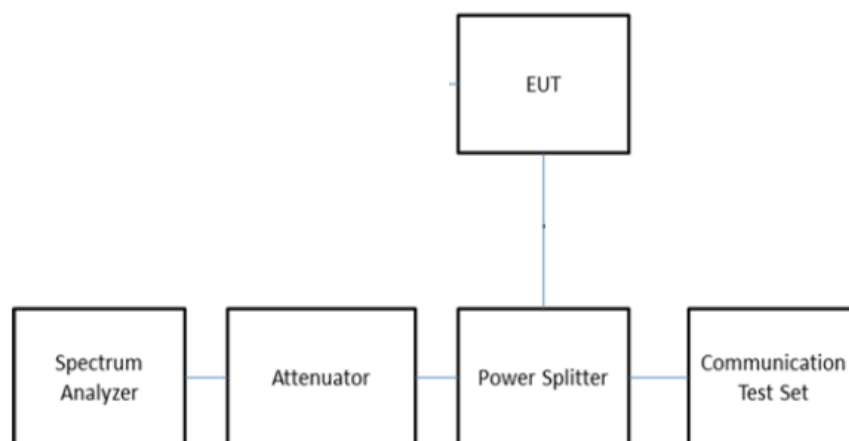 EUT
Spectrum
Analyzer
Attenuator
Power Splitter
Communication
Test Set